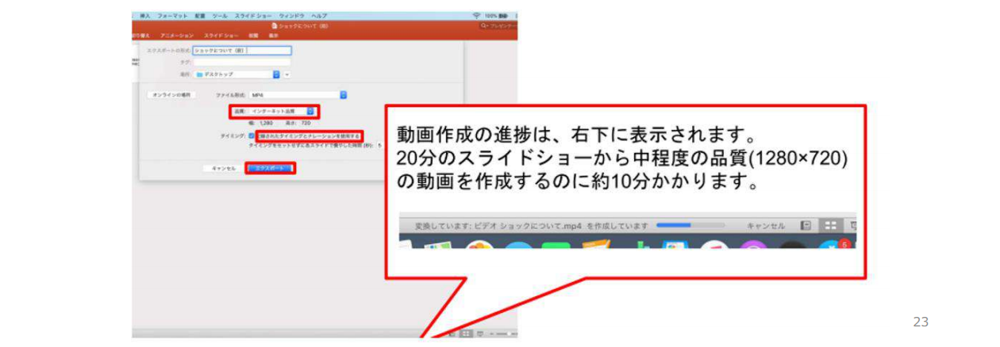 挿入 フォーマット 配置 ツール スライドショー ウィンドウ ヘルプ 100%
ショックについて（前）
アニメーション スライドショー 校閲 表示
エクスポートの形式: ショックについて（前）
タグ:
場所: デスクトップ
オンラインの場所 ファイル形式: MP4
品質: インターネット品質
幅: 1,280 高さ: 720
タイミング: 記録されたタイミングとナレーションを使用する
タイミングをセットせずに各スライドで費やした時間 (秒): 5
キャンセル エクスポート
動画作成の進捗は、右下に表示されます。
20分のスライドショーから中程度の品質(1280×720)
の動画を作成するのに約10分かかります。
変換しています: ビデオ ショックについて.mp4 を作成しています キャンセル
5
23